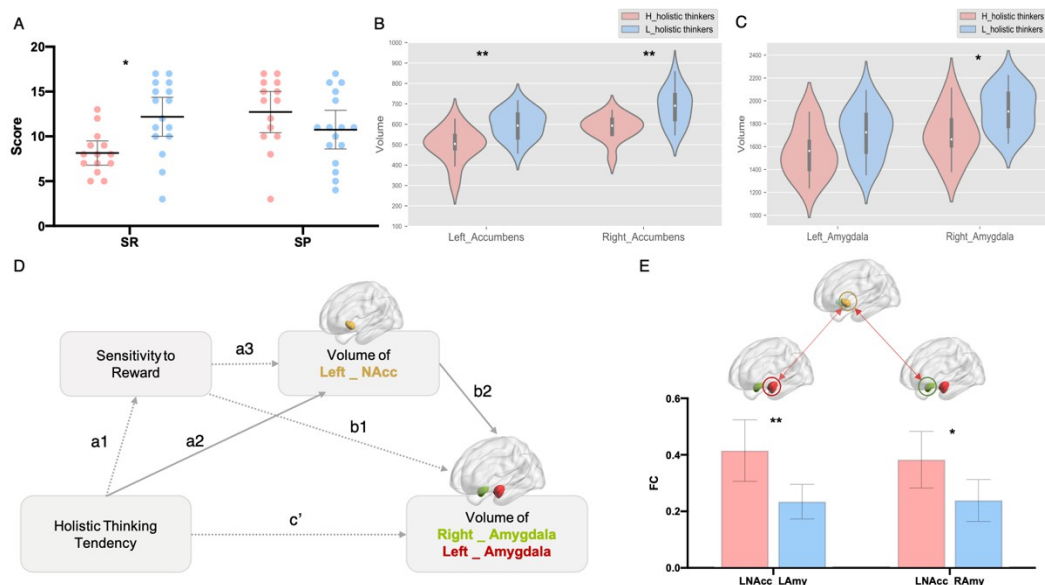 A
20
15
10
5
0
Score
*
SR
SP
B
H_holistic thinkers
L_holistic thinkers
1000
900
800
700
600
500
400
300
200
100
Volume
**
**
Left_Accumbens
Right_Accumbens
C
H_holistic thinkers
L_holistic thinkers
2400
2200
2000
1800
1600
1400
1200
1000
Volume
*
Left_Amygdala
Right_Amygdala
D
Sensitivity to
Reward
a3
Volume of
Left _ NAcc
a1
a2
b1
b2
Holistic Thinking
Tendency
c'
Volume of
Right _ Amygdala
Left _ Amygdala
E
0.6
0.4
0.2
0.0
FC
**
*
LNAcc_LAmy
LNAcc_RAmy